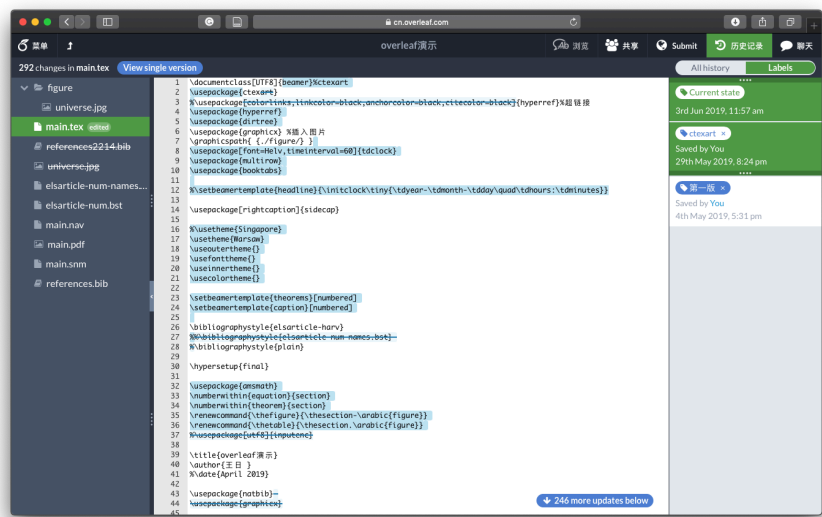 cn.overleaf.com
菜单
overleaf演示
浏览
共享
Submit
历史记录
聊天
292 changes in main.tex
View single version
All history
Labels
figure
universe.jpg
main.tex edited
references2214.bib
universe.jpg
elsarticle-num-names....
elsarticle-num.bst
main.nav
main.pdf
main.snm
references.bib
1 \documentclass[UTF8]{beamer}%ctexart
2 \usepackage{ctexart}
3 %\usepackage[colorlinks,linkcolor=black,anchorcolor=black,citecolor=black]{hyperref}%超链接
4 \usepackage{hyperref}
5 \usepackage{dirtree}
6 \usepackage{graphicx} %插入图片
7 \graphicspath{ {./figure/} }
8 \usepackage[font=Helv,timeinterval=60]{tdclock}
9 \usepackage{multirow}
10 \usepackage{booktabs}
11
12 %\setbeamertemplate{headline}{\initclock\tiny{\tdyear-\tdmonth-\tdday\quad\tdhours:\tdminutes}}
13
14 \usepackage[rightcaption]{sidecap}
15
16 %\usetheme{Singapore}
17 \usetheme{Warsaw}
18 \useoutertheme{}
19 \usefonttheme{}
20 \useinnertheme{}
21 \usecolortheme{}
22
23 \setbeamertemplate{theorems}[numbered]
24 \setbeamertemplate{caption}[numbered]
25
26 \bibliographystyle{elsarticle-harv}
27 %%\bibliographystyle{elsarticle-num-names.bst}
28 %\bibliographystyle{plain}
29
30 \hypersetup{final}
31
32 \usepackage{amsmath}
33 \numberwithin{equation}{section}
34 \numberwithin{theorem}{section}
35 \renewcommand{\thefigure}{\thesection-\arabic{figure}}
36 \renewcommand{\thetable}{\thesection.\arabic{figure}}
37 %\usepackage[utf8]{inputenc}
38
39 \title{overleaf演示}
40 \author{王日 }
41 %\date{April 2019}
42
43 \usepackage{natbib}
44 \usepackage{graphicx}
45
246 more updates below
Current state
3rd Jun 2019, 11:57 am
ctexart ×
Saved by You
29th May 2019, 8:24 pm
第一版 ×
Saved by You
4th May 2019, 5:31 pm